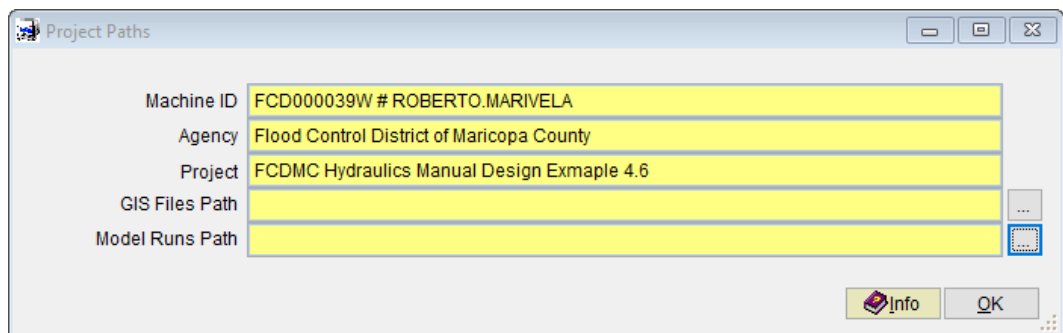 Project Paths
Machine ID FCD000039W # ROBERTO.MARIVELA
Agency Flood Control District of Maricopa County
Project FCDMC Hydraulics Manual Design Exmaple 4.6
GIS Files Path ...
Model Runs Path ...
Info OK